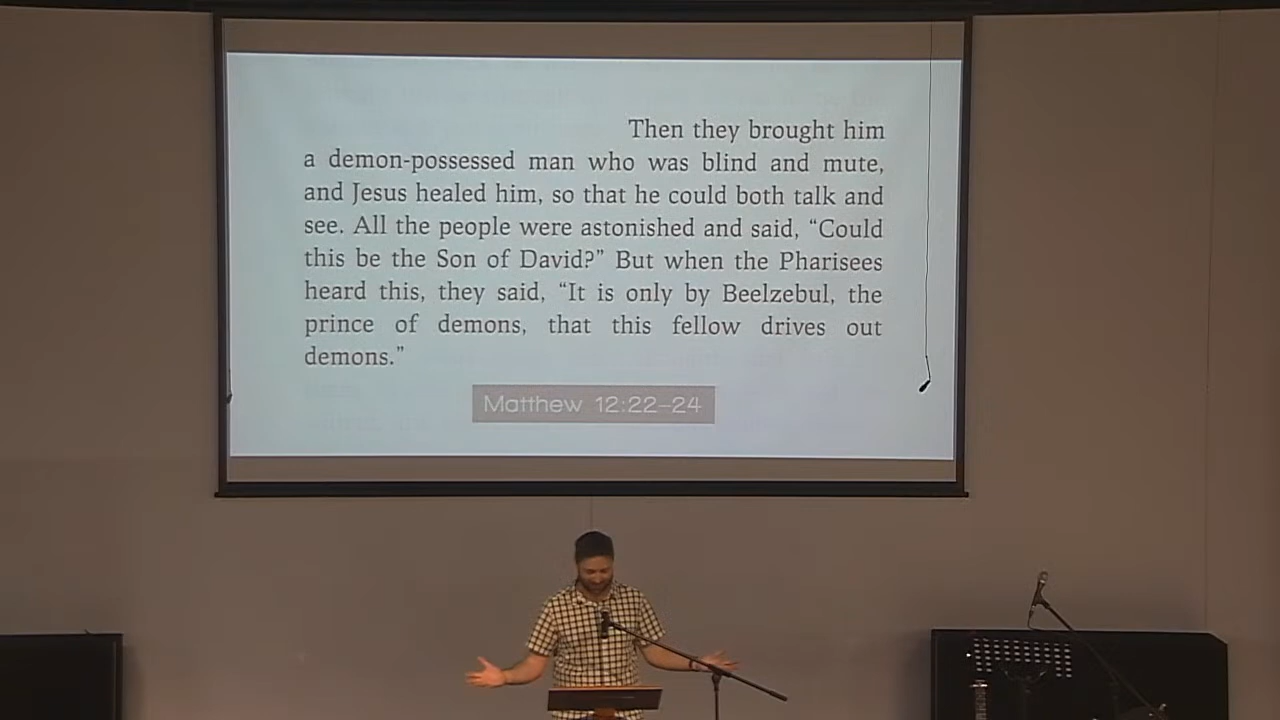 Then they brought him
a demon-possessed man who was blind and mute,
and Jesus healed him, so that he could both talk and
see. All the people were astonished and said, “Could
this be the Son of David?” But when the Pharisees
heard this, they said, “It is only by Beelzebul, the
prince of demons, that this fellow drives out
demons.”
Matthew 12:22–24